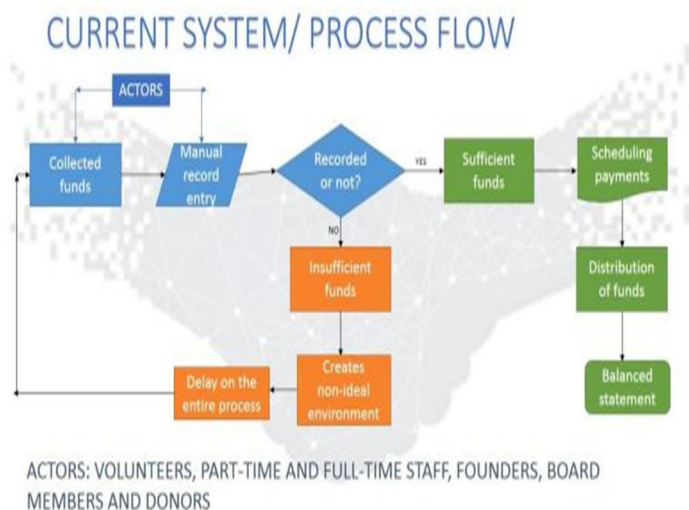 CURRENT SYSTEM/ PROCESS FLOW
ACTORS
Collected
funds
Manual
record
entry
Recorded
or not?
YES
Sufficient
funds
Scheduling
payments
NO
Insufficient
funds
Distribution
of funds
Creates
non-ideal
environment
Delay on the
entire process
Balanced
statement
ACTORS: VOLUNTEERS, PART-TIME AND FULL-TIME STAFF, FOUNDERS, BOARD
MEMBERS AND DONORS